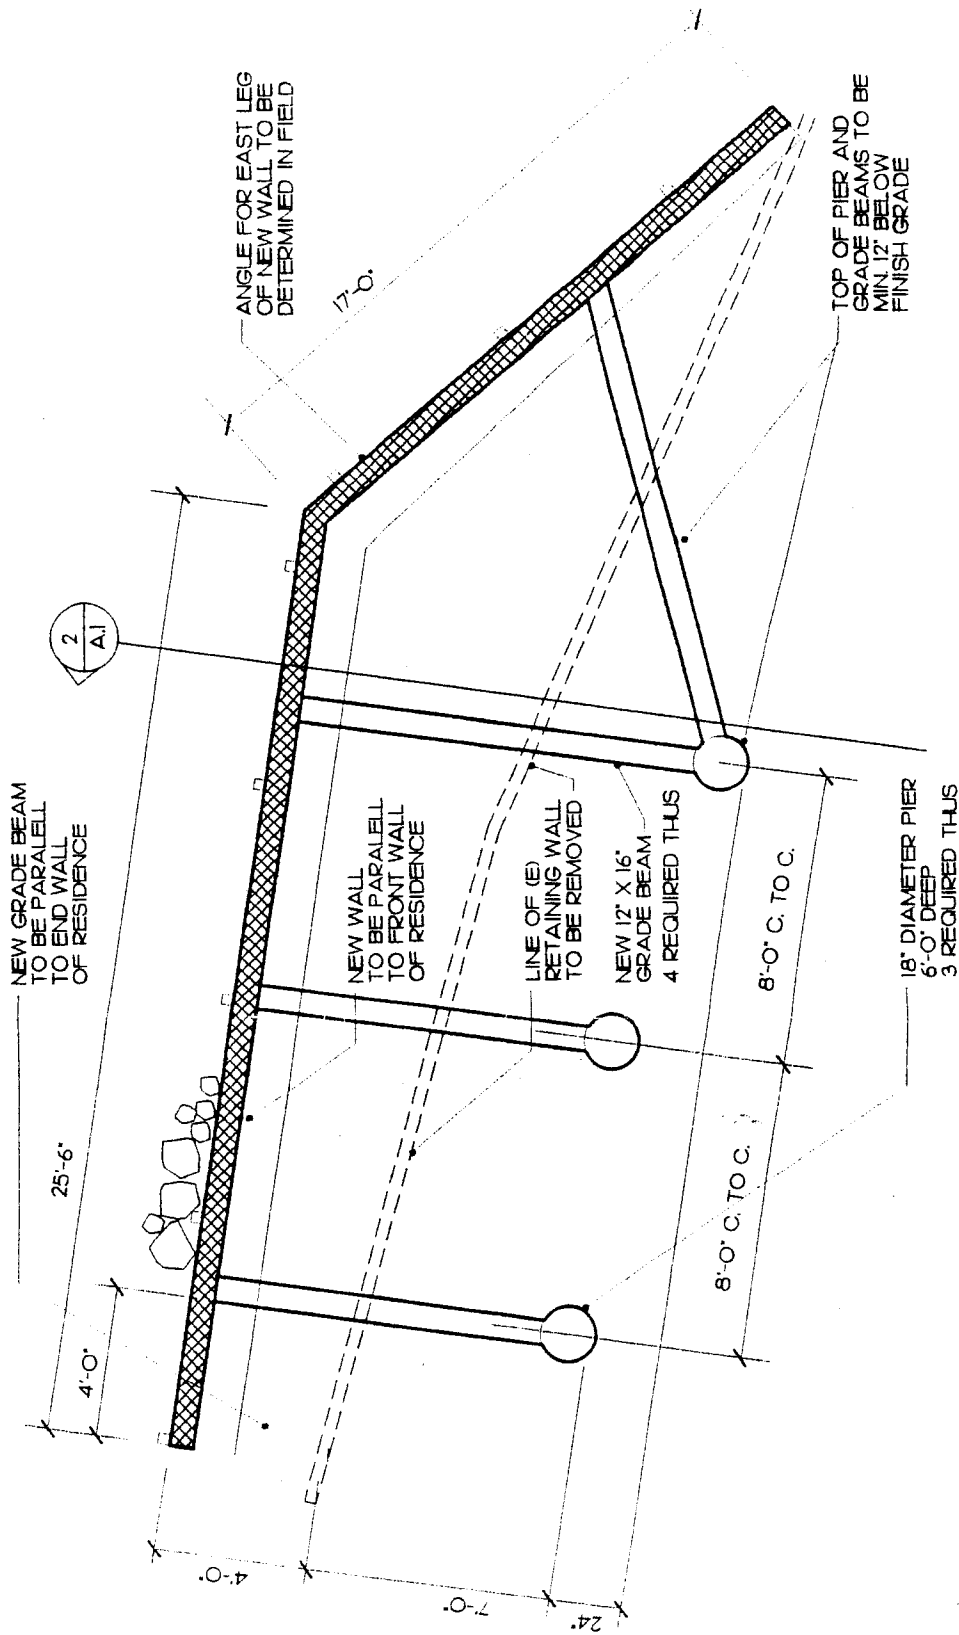 NEW GRADE BEAM
TO BE PARALELL
TO END WALL
OF RESIDENCE
25'-6"
4'-0"
2
A.1
ANGLE FOR EAST LEG
OF NEW WALL TO BE
DETERMINED IN FIELD
17'-0"
NEW WALL
TO BE PARALELL
TO FRONT WALL
OF RESIDENCE
LINE OF (E)
RETAINING WALL
TO BE REMOVED
NEW 12" X 16"
GRADE BEAM
4 REQUIRED THUS
TOP OF PIER AND
GRADE BEAMS TO BE
MIN. 12" BELOW
FINISH GRADE
4'-0"
7'-0"
24"
8'-0" C. TO C.
8'-0" C. TO C.
18" DIAMETER PIER
6'-0" DEEP
3 REQUIRED THUS